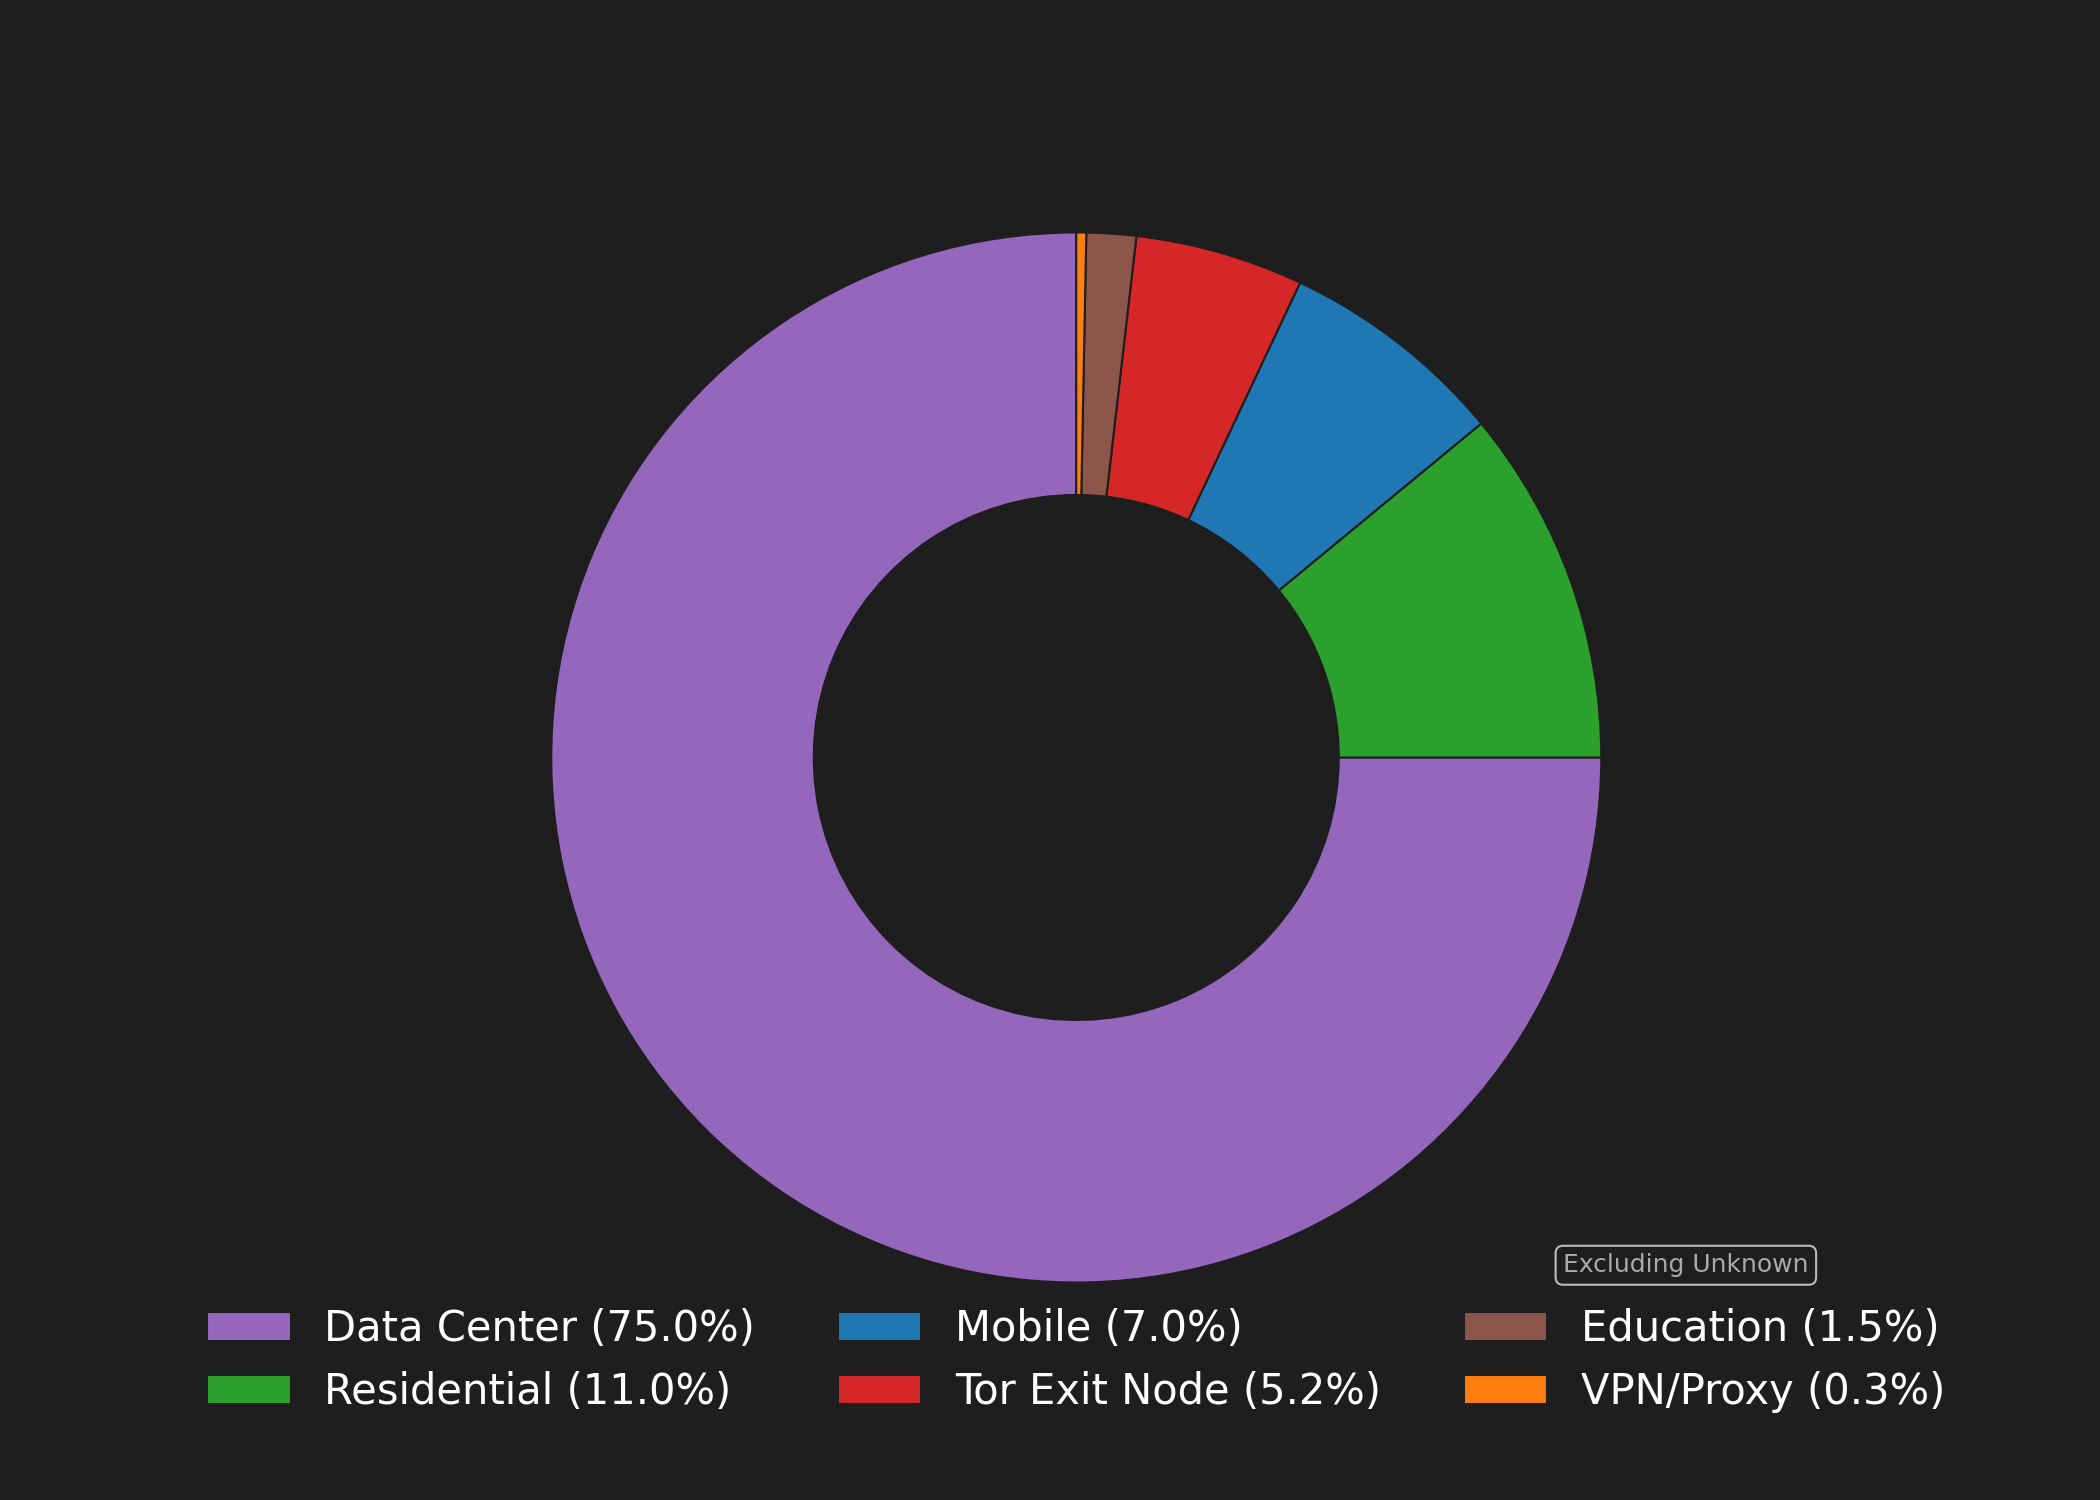 Excluding Unknown
Data Center (75.0%)
Residential (11.0%)
Mobile (7.0%)
Tor Exit Node (5.2%)
Education (1.5%)
VPN/Proxy (0.3%)